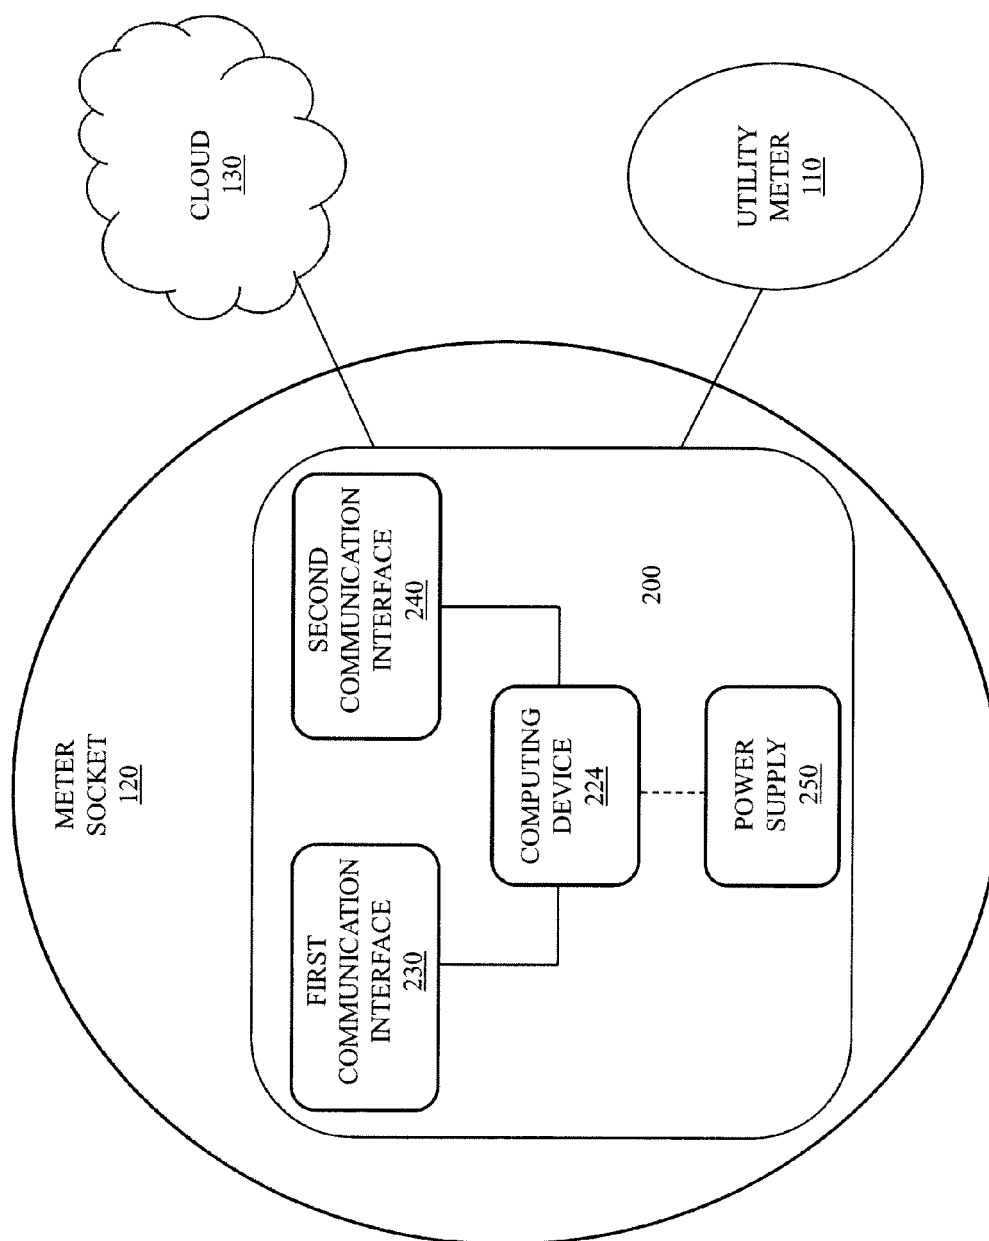 METER
SOCKET
120
FIRST
COMMUNICATION
INTERFACE
230
SECOND
COMMUNICATION
INTERFACE
240
COMPUTING
DEVICE
224
200
POWER
SUPPLY
250
CLOUD
130
UTILITY
METER
110